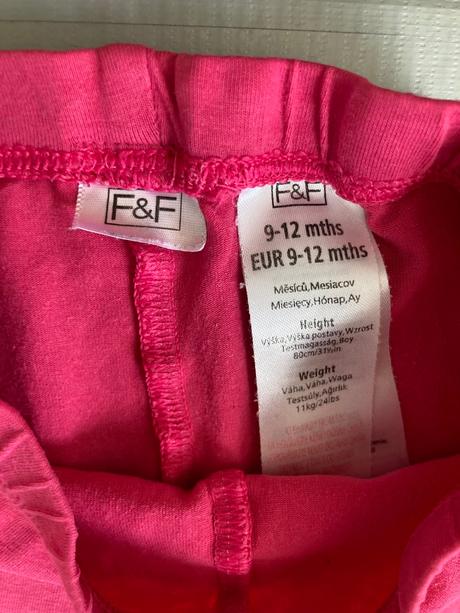 F&F
F&F
9-12 mths
EUR 9-12 mths
Měsíců, Mesiacov
Miesięcy, Hónap, Ay
Height
Výška, Výška postavy, Wzrost
Testmagasság, Boy
80cm/31½in
Weight
Váha, Váha, Waga
Testsúly, Ağirlik
11kg/24lbs